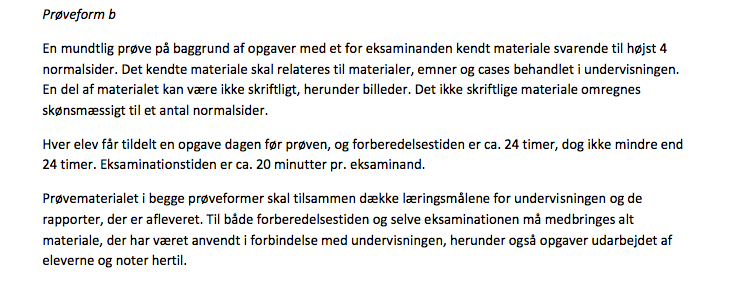 Prøveform b
En mundtlig prøve på baggrund af opgaver med et for eksaminanden kendt materiale svarende til højst 4
normalsider. Det kendte materiale skal relateres til materialer, emner og cases behandlet i undervisningen.
En del af materialet kan være ikke skriftligt, herunder billeder. Det ikke skriftlige materiale omregnes
skønsmæssigt til et antal normalsider.
Hver elev får tildelt en opgave dagen før prøven, og forberedelsestiden er ca. 24 timer, dog ikke mindre end
24 timer. Eksaminationstiden er ca. 20 minutter pr. eksaminand.
Prøvematerialet i begge prøveformer skal tilsammen dække læringsmålene for undervisningen og de
rapporter, der er afleveret. Til både forberedelsestiden og selve eksaminationen må medbringes alt
materiale, der har været anvendt i forbindelse med undervisningen, herunder også opgaver udarbejdet af
eleverne og noter hertil.